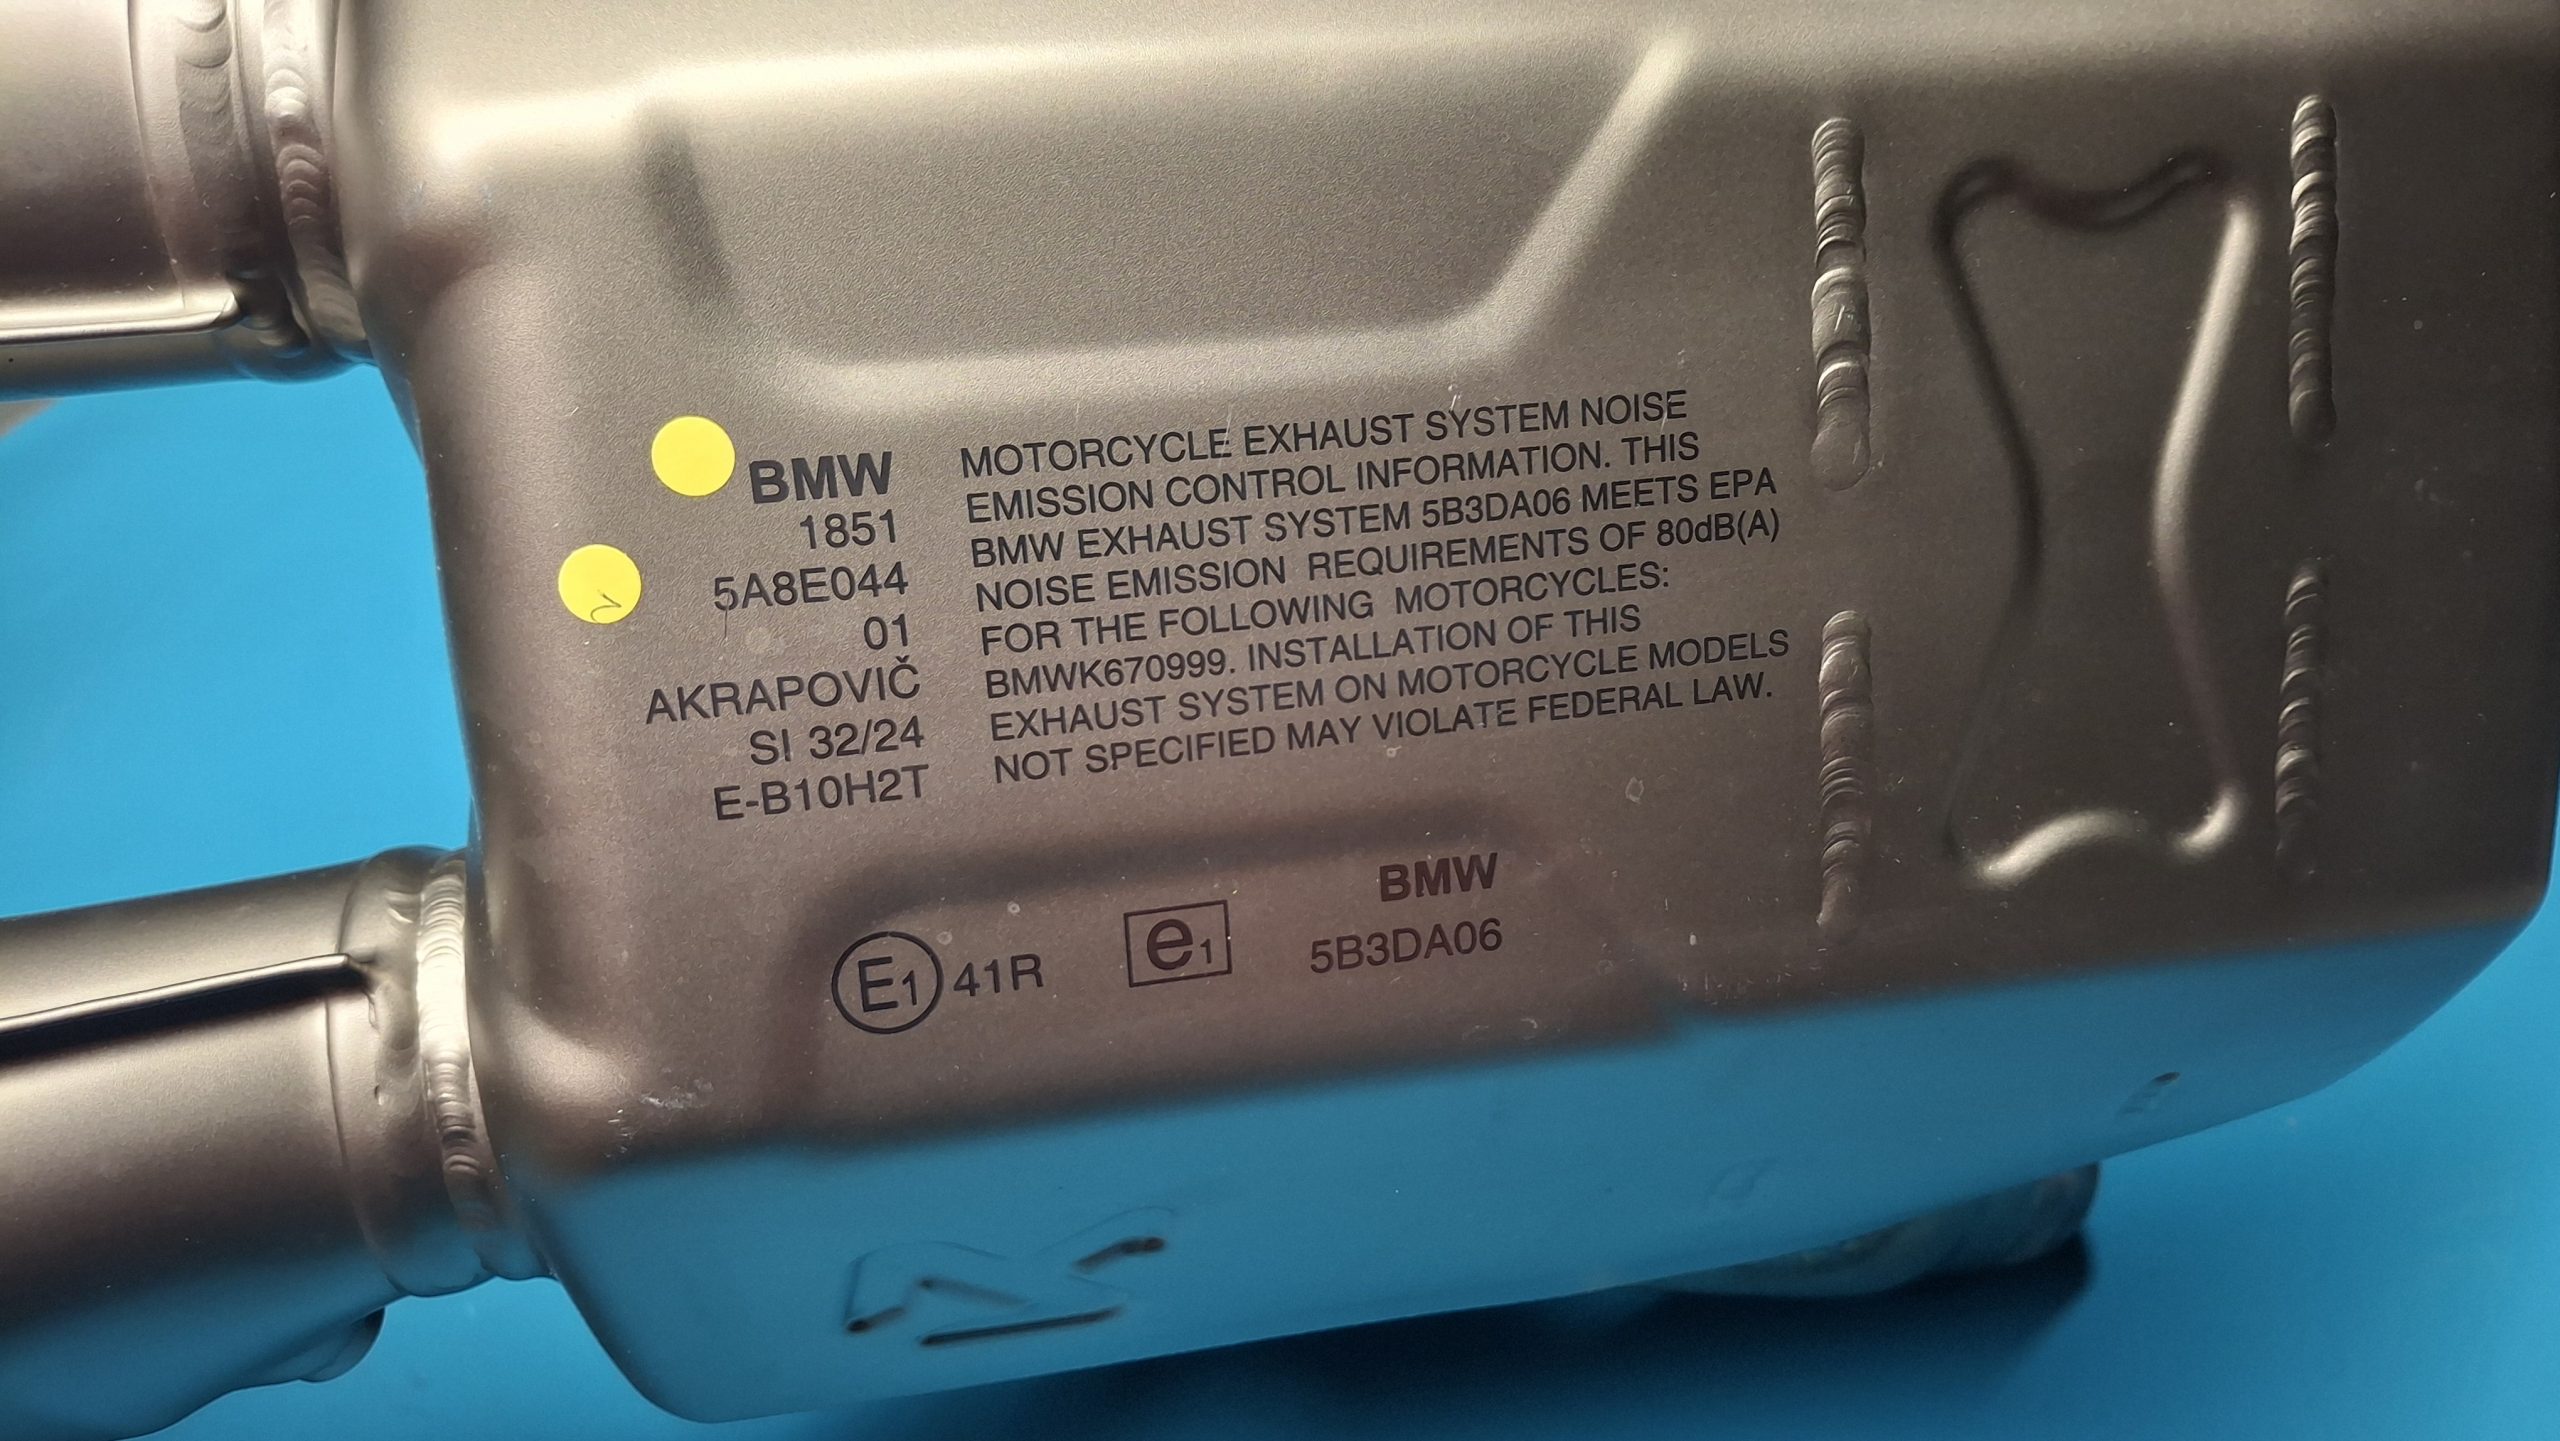 BMW
1851
5A8E044
01
AKRAPOVIČ
SI 32/24
E-B10H2T
MOTORCYCLE EXHAUST SYSTEM NOISE
EMISSION CONTROL INFORMATION. THIS
BMW EXHAUST SYSTEM 5B3DA06 MEETS EPA
NOISE EMISSION REQUIREMENTS OF 80dB(A)
FOR THE FOLLOWING MOTORCYCLES:
BMWK670999. INSTALLATION OF THIS
EXHAUST SYSTEM ON MOTORCYCLE MODELS
NOT SPECIFIED MAY VIOLATE FEDERAL LAW.
E1 41R
e1
BMW
5B3DA06